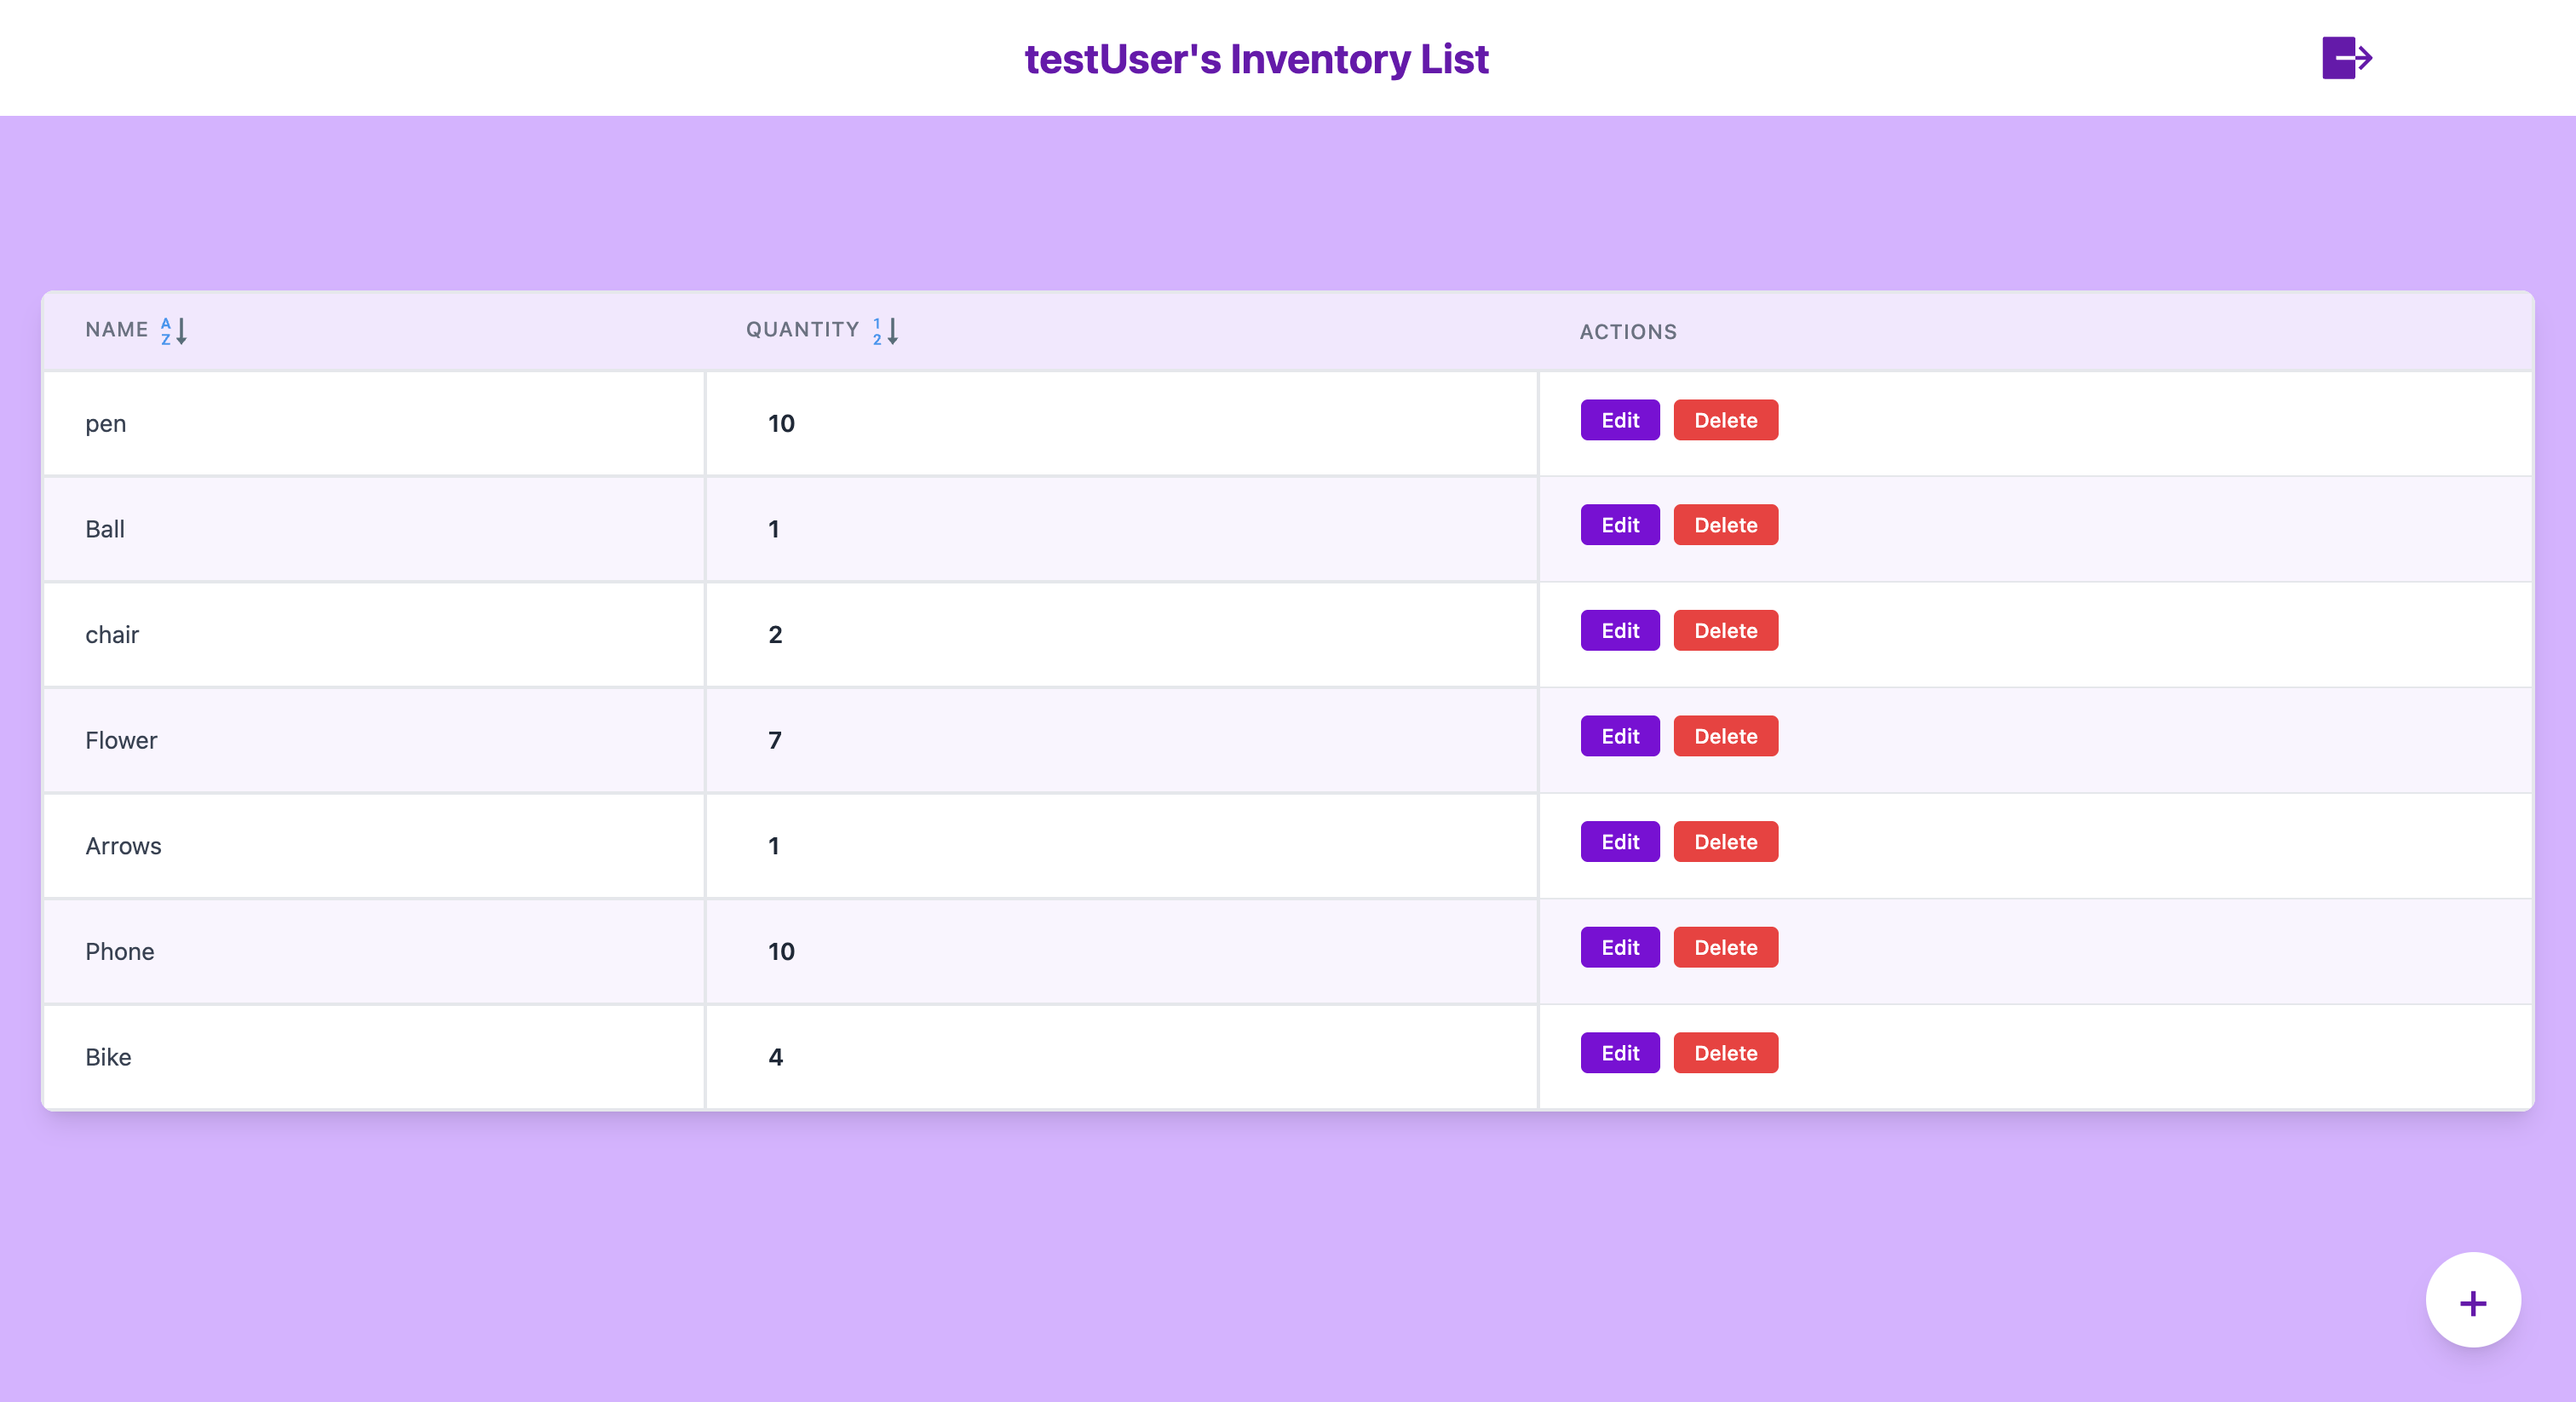 testUser's Inventory List
NAME A Z QUANTITY 1 2 ACTIONS
pen 10 Edit Delete
Ball 1 Edit Delete
chair 2 Edit Delete
Flower 7 Edit Delete
Arrows 1 Edit Delete
Phone 10 Edit Delete
Bike 4 Edit Delete
+